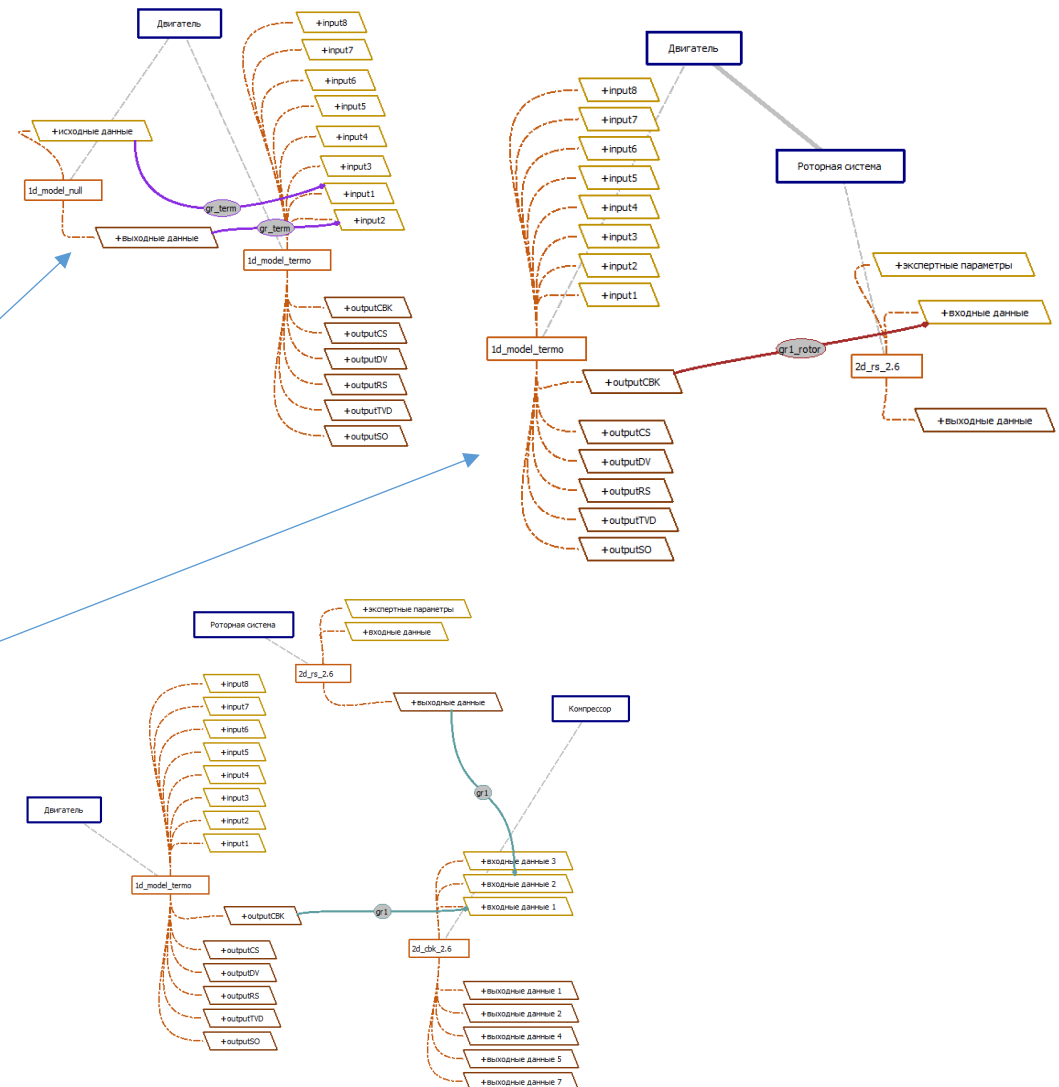 Двигатель
+input8
+input7
+input6
+input5
+input4
+input3
+input1
+input2
+исходные данные
1d_model_null
gr_term
gr_term
+выходные данные
1d_model_termo
+outputCBK
+outputCS
+outputDV
+outputRS
+outputTVD
+outputSO
Двигатель
+input8
+input7
+input6
+input5
+input4
+input3
+input2
+input1
Роторная система
+экспертные параметры
+входные данные
1d_model_termo
gr1_rotor
2d_rs_2.6
+outputCBK
+выходные данные
+outputCS
+outputDV
+outputRS
+outputTVD
+outputSO
Роторная система
+экспертные параметры
+входные данные
2d_rs_2.6
+выходные данные
Компрессор
+input8
+input7
+input6
+input5
+input4
+input3
+input2
+input1
gr1
Двигатель
+входные данные 3
+входные данные 2
+входные данные 1
1d_model_termo
+outputCBK
gr1
2d_cbk_2.6
+outputCS
+outputDV
+outputRS
+outputTVD
+outputSO
+выходные данные 1
+выходные данные 2
+выходные данные 4
+выходные данные 5
+выходные данные 7